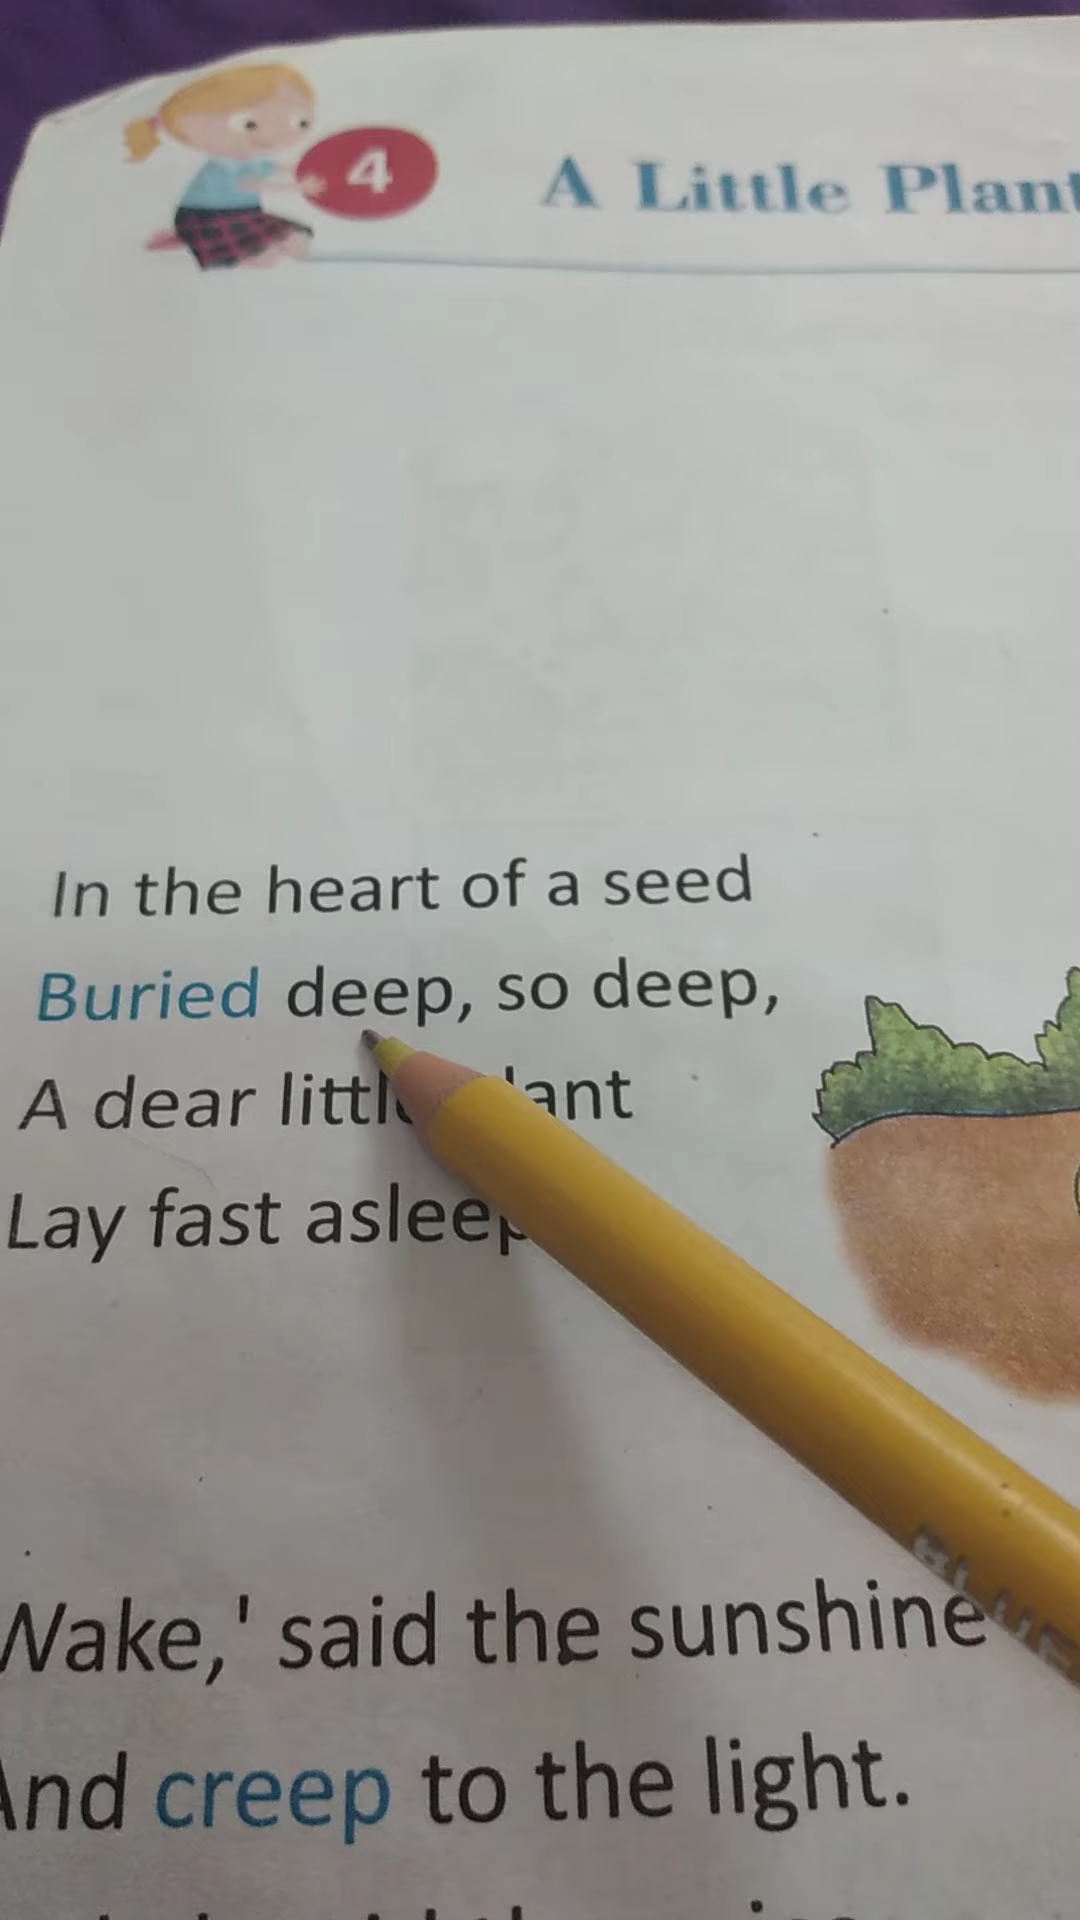 4
A Little Plant
In the heart of a seed
Buried deep, so deep,
A dear little
Lay fast asleep
Wake,' said the sunshine
And creep to the light.